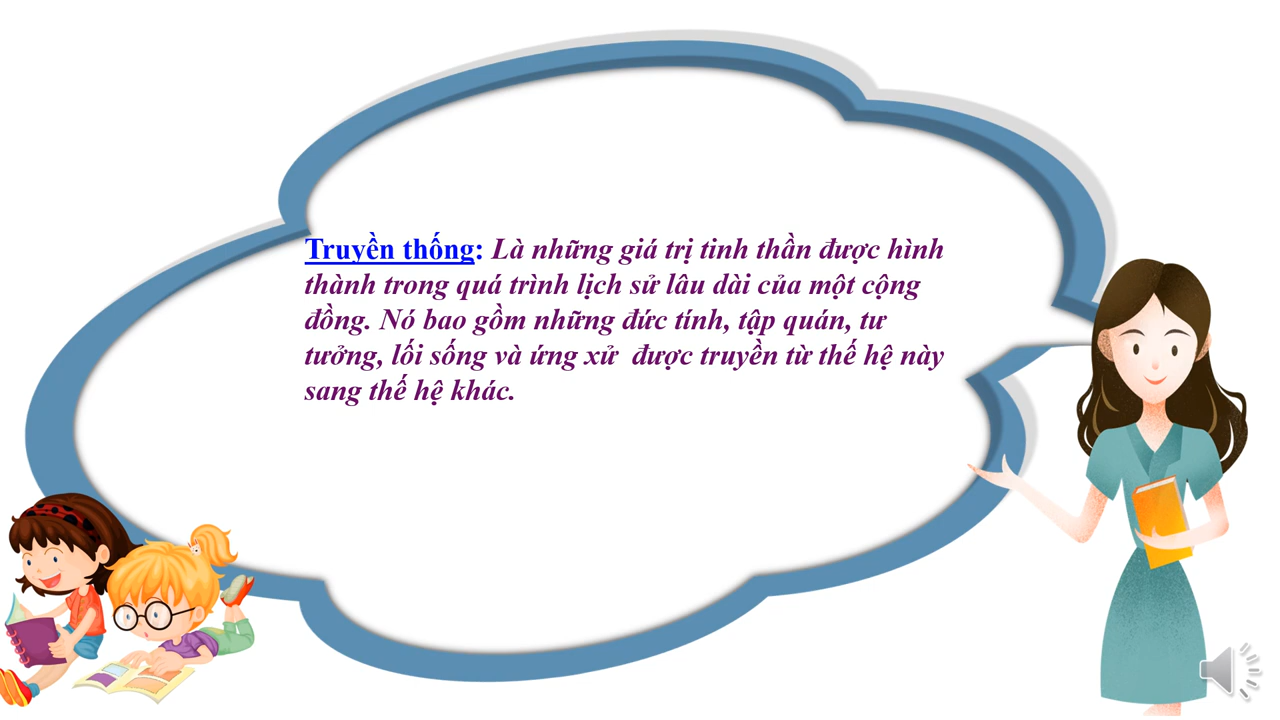 Truyền thống: Là những giá trị tinh thần được hình
thành trong quá trình lịch sử lâu dài của một cộng
đồng. Nó bao gồm những đức tính, tập quán, tư
tưởng, lối sống và ứng xử  được truyền từ thế hệ này
sang thế hệ khác.